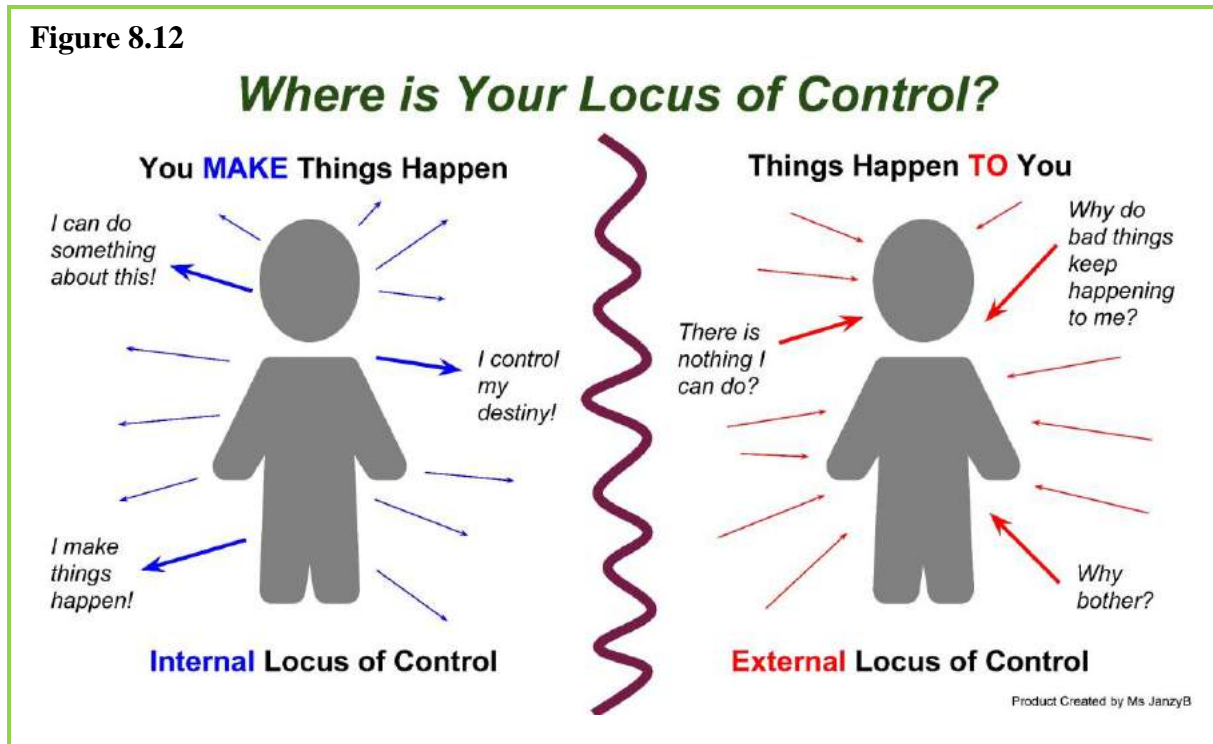 Figure 8.12
Where is Your Locus of Control?
You MAKE Things Happen
I can do
something
about this!
I control
my
destiny!
I make
things
happen!
Internal Locus of Control
Things Happen TO You
Why do
bad things
keep
happening
to me?
There is
nothing I
can do?
Why
bother?
External Locus of Control
Product Created by Ms JanzyB